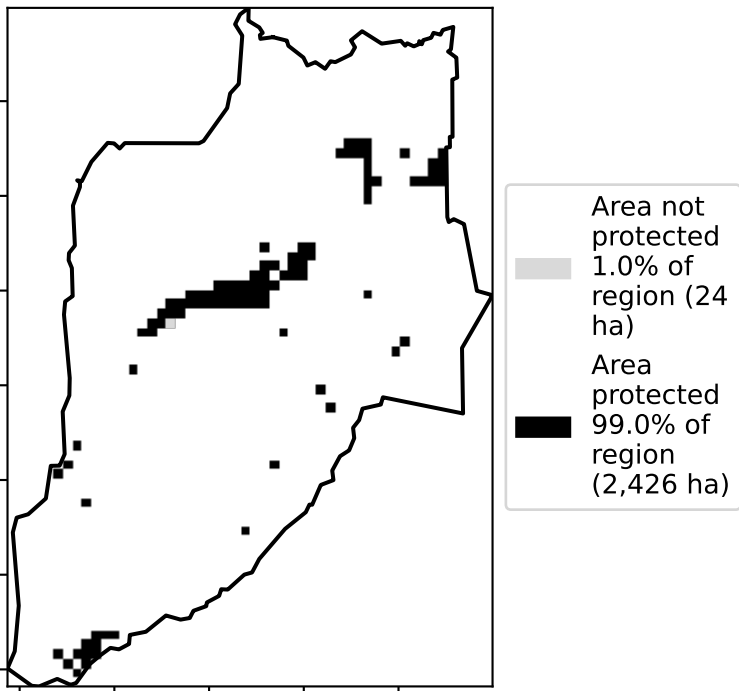 Area not
protected
1.0% of
region (24
ha)
Area
protected
99.0% of
region
(2,426 ha)